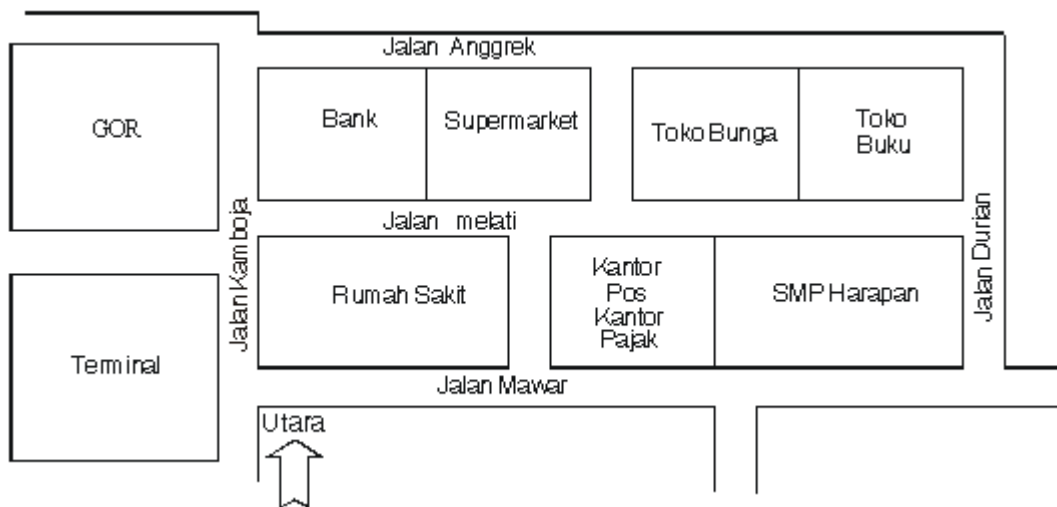 Jalan Anggrek
GOR
Bank
Supermarket
Toko Bunga
Toko
Buku
Jalan Kamboja
Jalan melati
Jalan Durian
Terminal
Rumah Sakit
Kantor
Pos
Kantor
Pajak
SMP Harapan
Jalan Mawar
Utara